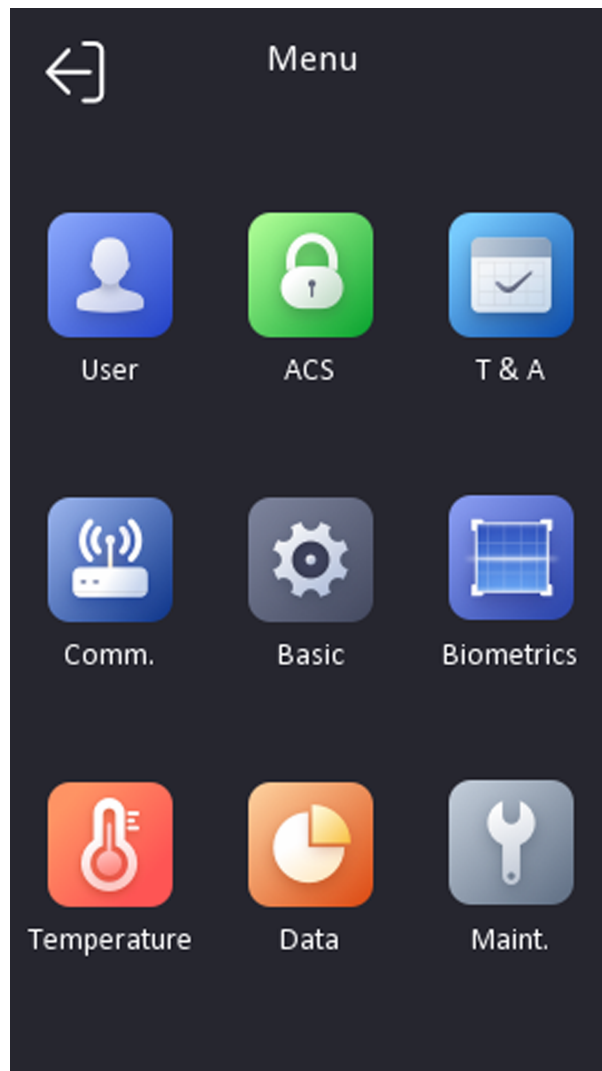 Menu
User ACS T & A
Comm. Basic Biometrics
Temperature Data Maint.